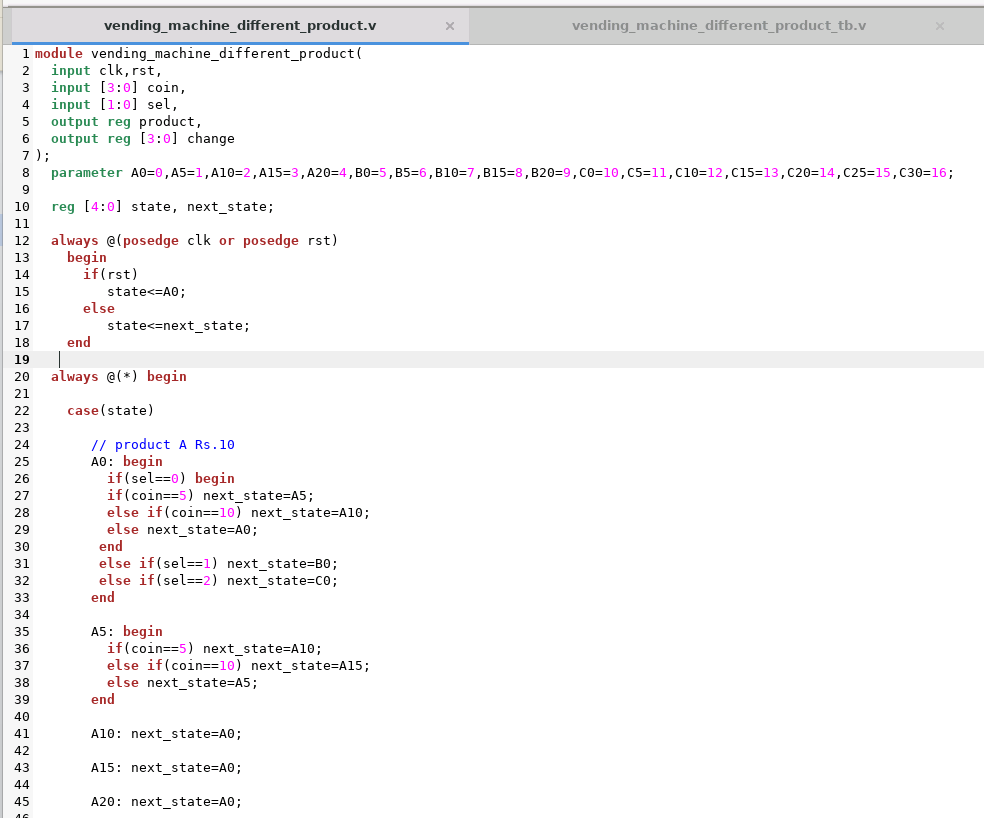 vending_machine_different_product.v × vending_machine_different_product_tb.v ×
1 module vending_machine_different_product(
2   input clk,rst,
3   input [3:0] coin,
4   input [1:0] sel,
5   output reg product,
6   output reg [3:0] change
7 );
8   parameter A0=0,A5=1,A10=2,A15=3,A20=4,B0=5,B5=6,B10=7,B15=8,B20=9,C0=10,C5=11,C10=12,C15=13,C20=14,C25=15,C30=16;
9
10   reg [4:0] state, next_state;
11
12   always @(posedge clk or posedge rst)
13     begin
14       if(rst)
15          state<=A0;
16       else
17          state<=next_state;
18     end
19
20   always @(*) begin
21
22     case(state)
23
24        // product A Rs.10
25        A0: begin
26          if(sel==0) begin
27          if(coin==5) next_state=A5;
28          else if(coin==10) next_state=A10;
29          else next_state=A0;
30         end
31         else if(sel==1) next_state=B0;
32         else if(sel==2) next_state=C0;
33        end
34
35        A5: begin
36          if(coin==5) next_state=A10;
37          else if(coin==10) next_state=A15;
38          else next_state=A5;
39        end
40
41        A10: next_state=A0;
42
43        A15: next_state=A0;
44
45        A20: next_state=A0;